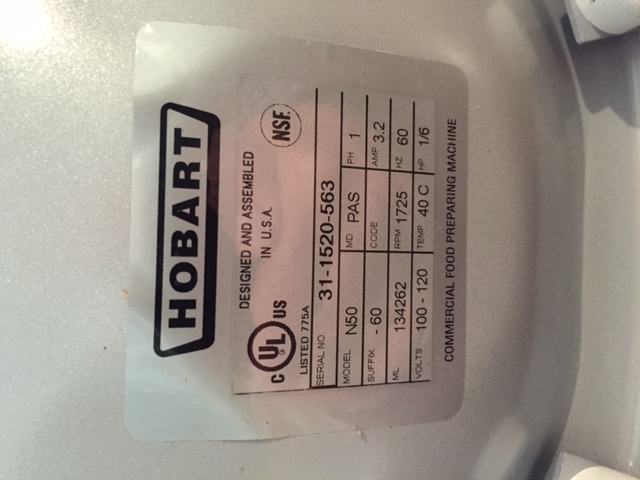 HOBART
DESIGNED AND ASSEMBLED
IN U.S.A.
NSF.
C UL US
®
LISTED 775A
SERIAL NO. 31-1520-563
MODEL N50 MD PAS PH 1
SUFFIX - 60 CODE AMP 3.2
ML 134262 RPM 1725 HZ 60
VOLTS 100 - 120 TEMP 40 C HP 1/6
COMMERCIAL FOOD PREPARING MACHINE